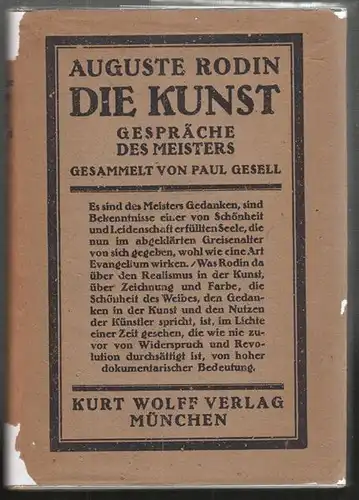 AUGUSTE RODIN
DIE KUNST
GESPRÄCHE
DES MEISTERS
GESAMMELT VON PAUL GESELL
Es sind des Meisters Gedanken, sind
Bekenntnisse einer von Schönheit
und Leidenschaft erfüllten Seele, die
nun im abgeklärten Greisenalter
von sich gegeben, wohl wie eine Art
Evangelium wirken. / Was Rodin da
über den Realismus in der Kunst,
über Zeichnung und Farbe, die
Schönheit des Weibes, den Gedan-
ken in der Kunst und den Nutzen
der Künstler spricht, ist, im Lichte
einer Zeit gesehen, die wie nie zu-
vor von Widerspruch und Revo-
lution durchsättigt ist, von hoher
dokumentarischer Bedeutung.
KURT WOLFF VERLAG
MÜNCHEN